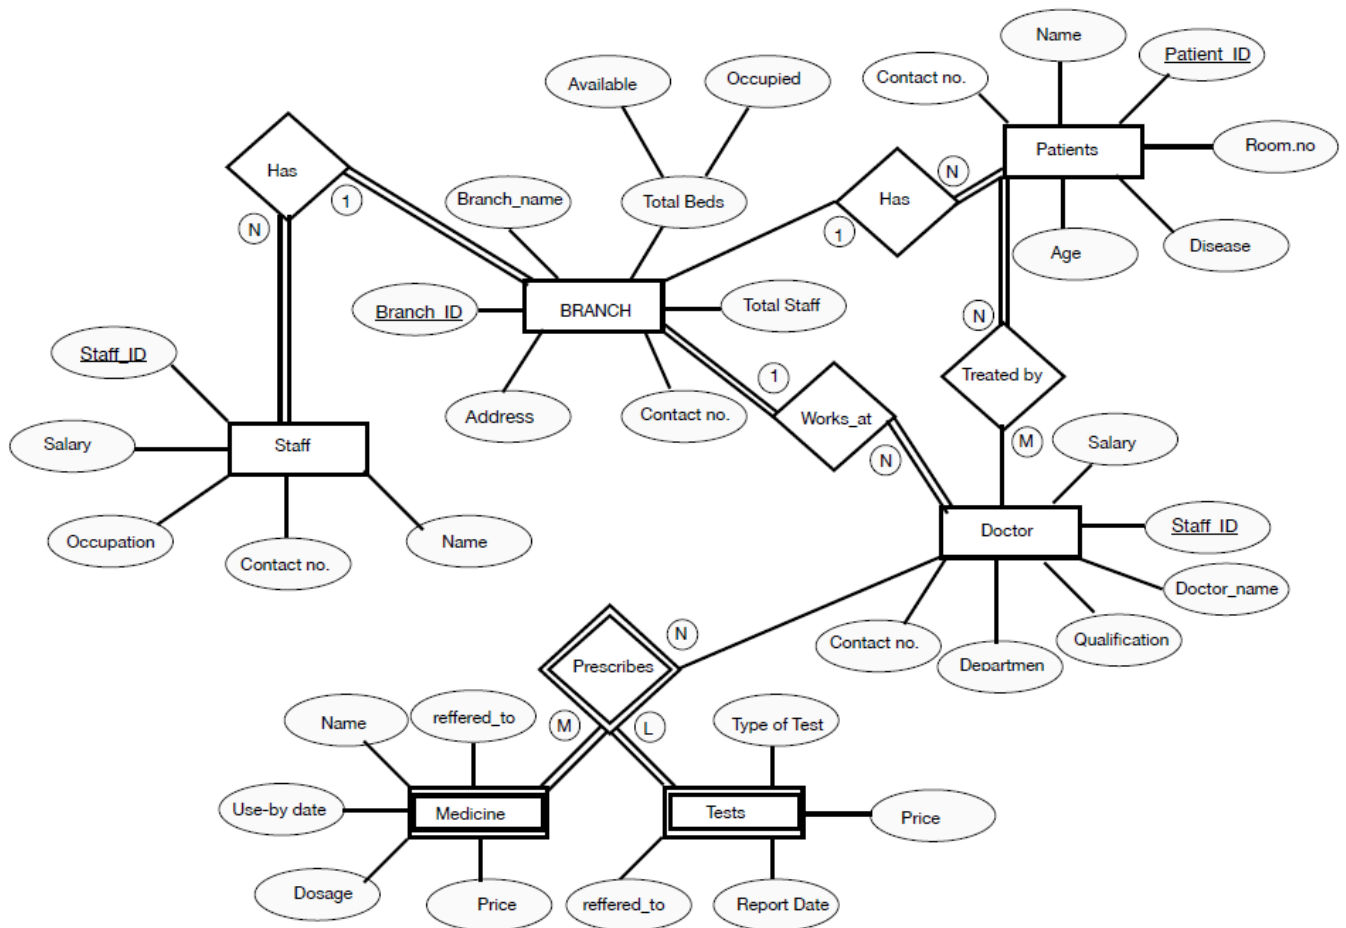 Name
Patient_ID
Contact no.
Available
Occupied
Room.no
Patients
Has
Branch_name
Total Beds
Has
N
1
N
1
Age
Disease
Branch_ID
BRANCH
Total Staff
N
Staff_ID
1
Treated by
Address
Contact no.
Works_at
Salary
Staff
N
M
Salary
Occupation
Contact no.
Name
Doctor
Staff_ID
Doctor_name
Contact no.
Departmen
Qualification
N
Prescribes
Name
reffered_to
M
L
Type of Test
Use-by date
Medicine
Tests
Price
Dosage
Price
reffered_to
Report Date